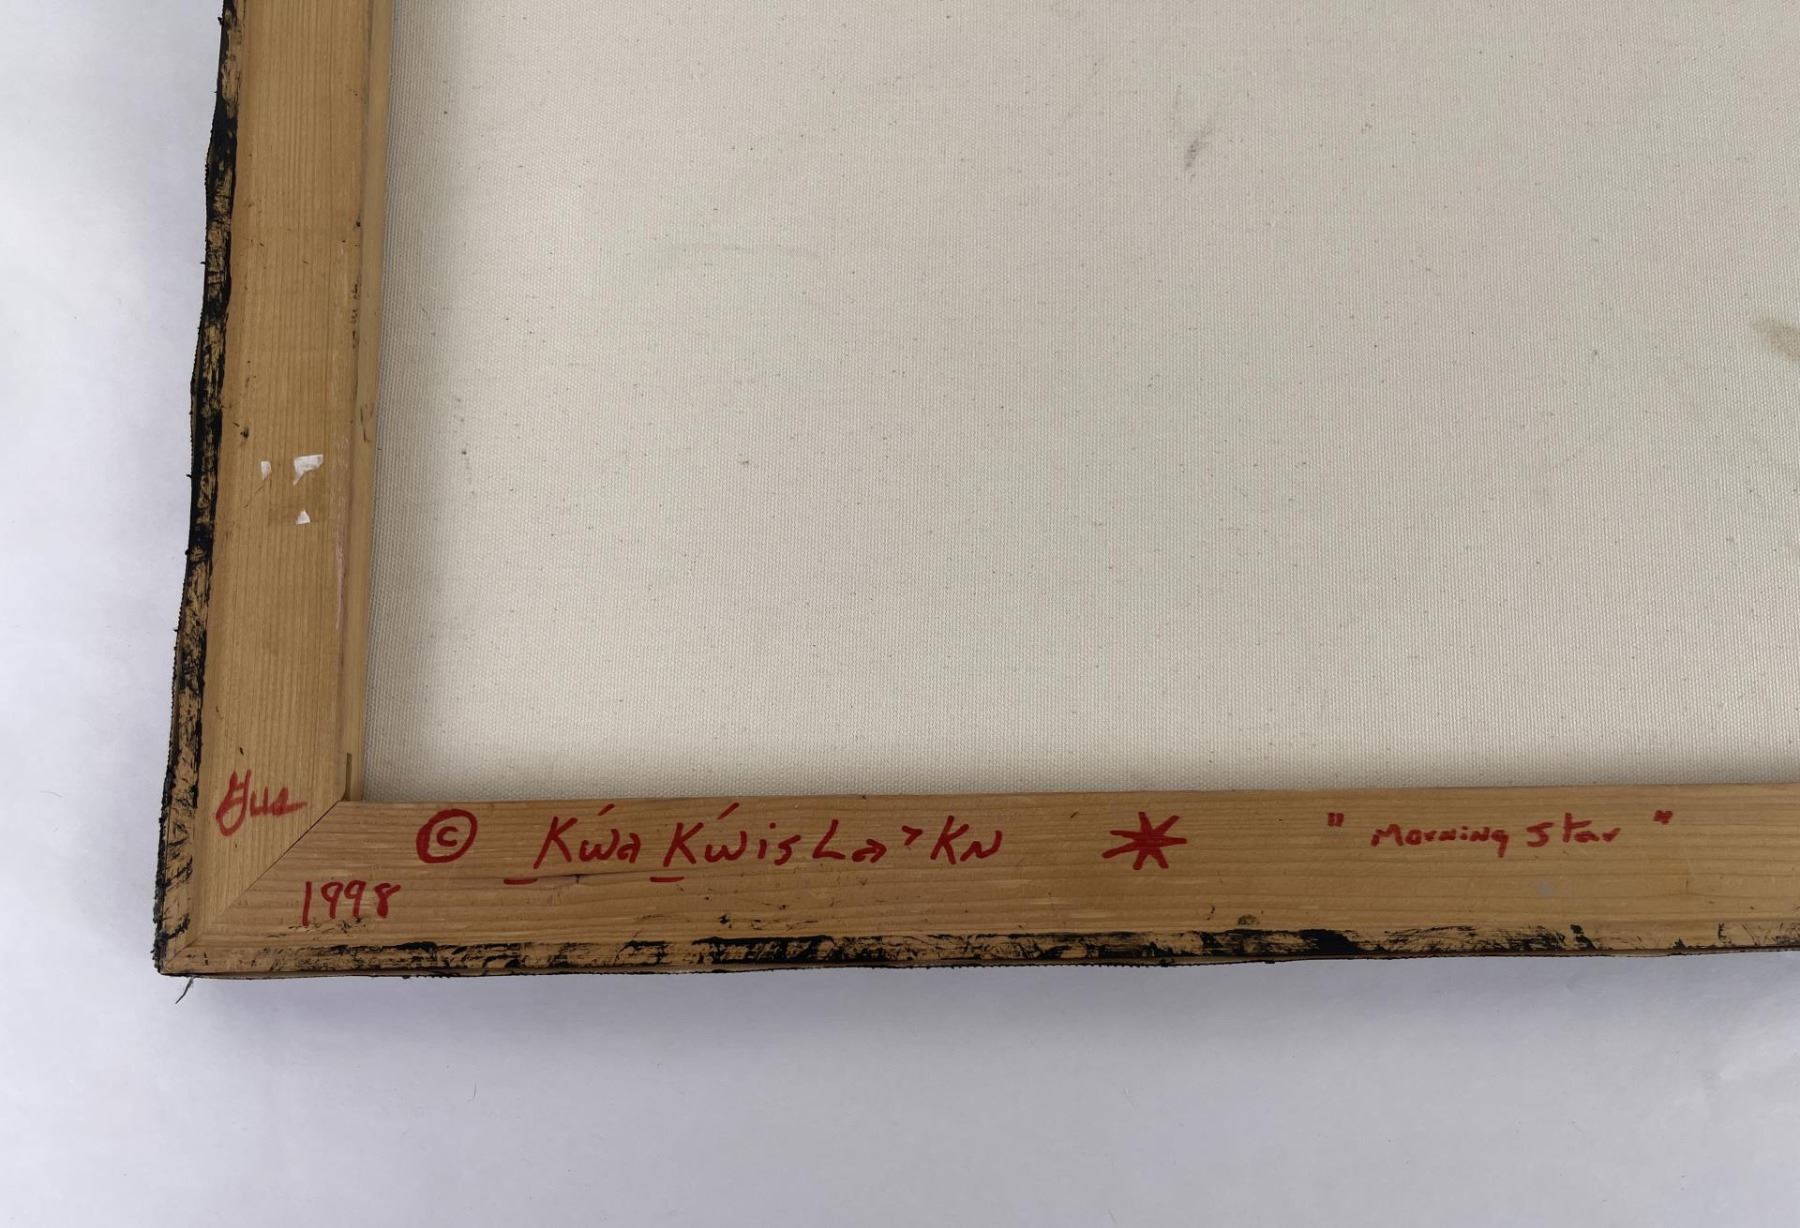 Gus
© Ḵ́wa Ḵ́wis La>KN * "Morning Star"
1998